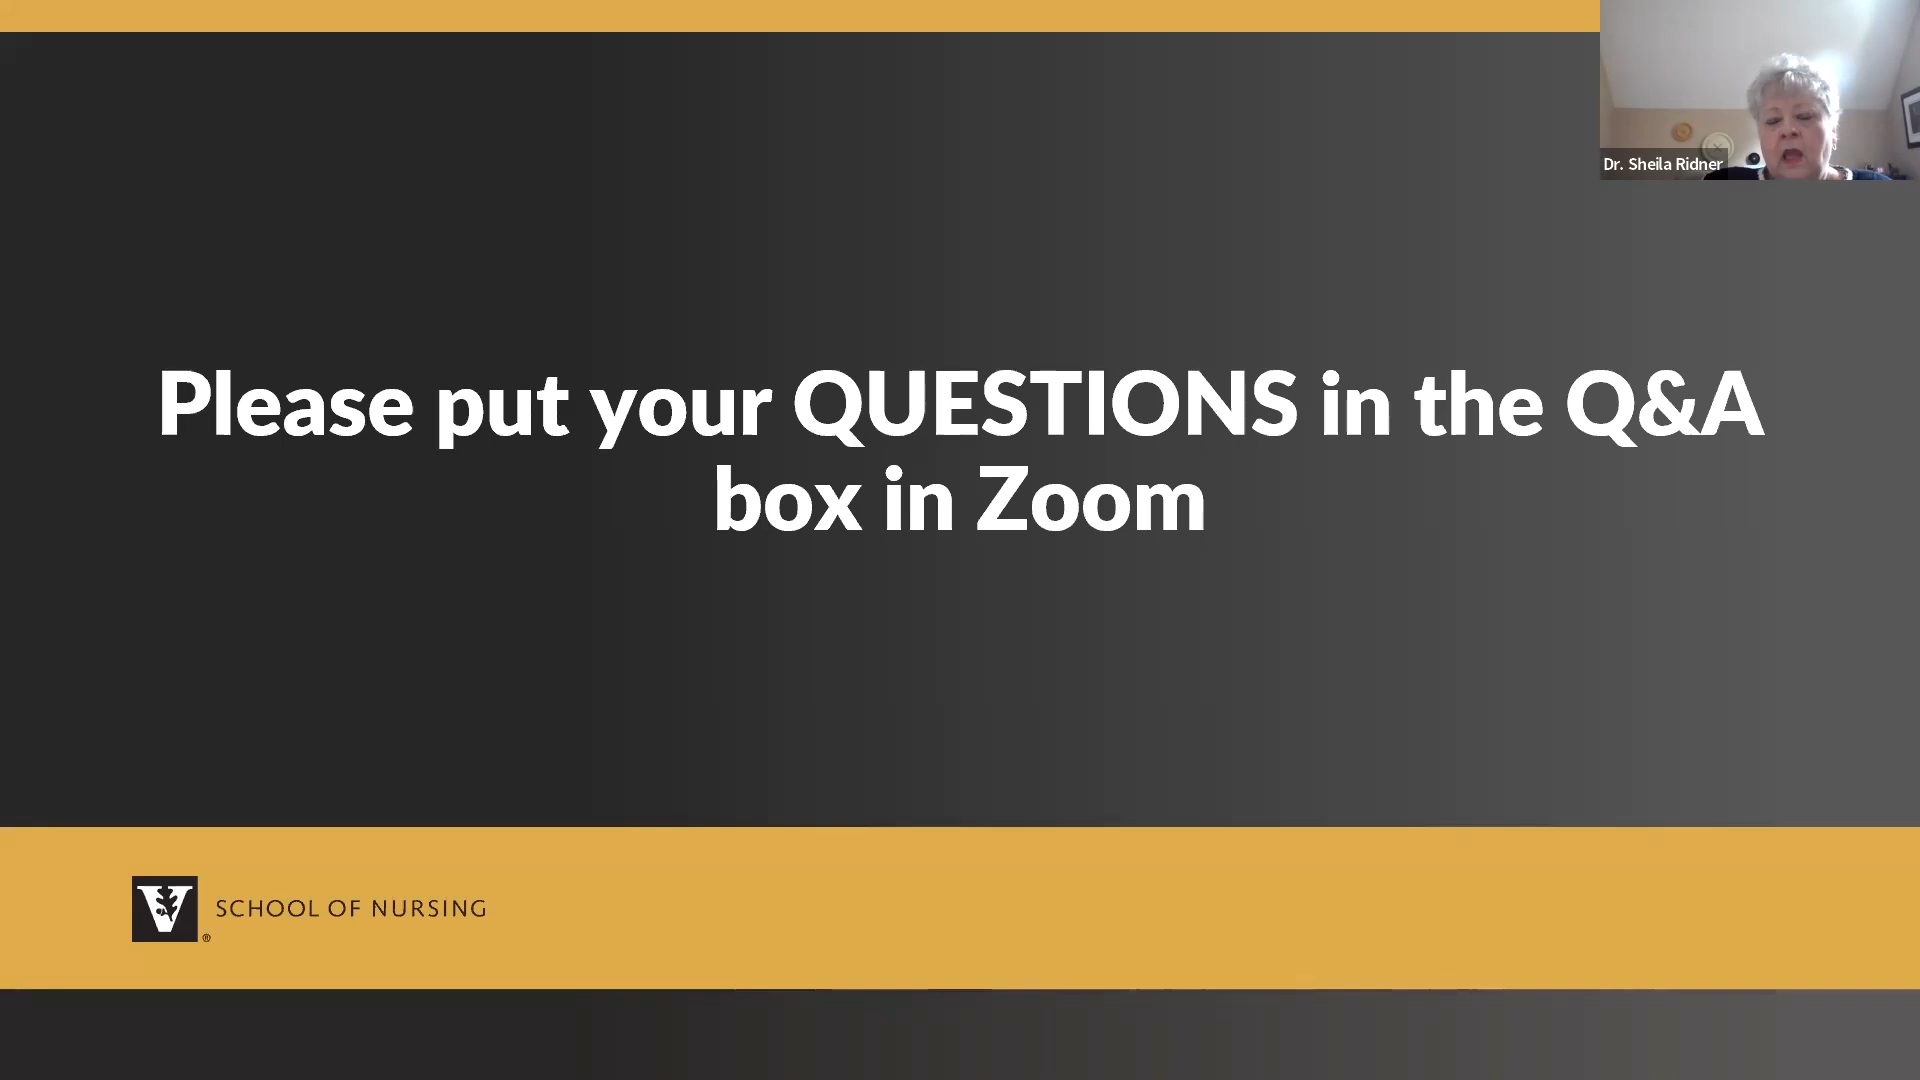 Dr. Sheila Ridner
Please put your QUESTIONS in the Q&A
box in Zoom
V SCHOOL OF NURSING
®